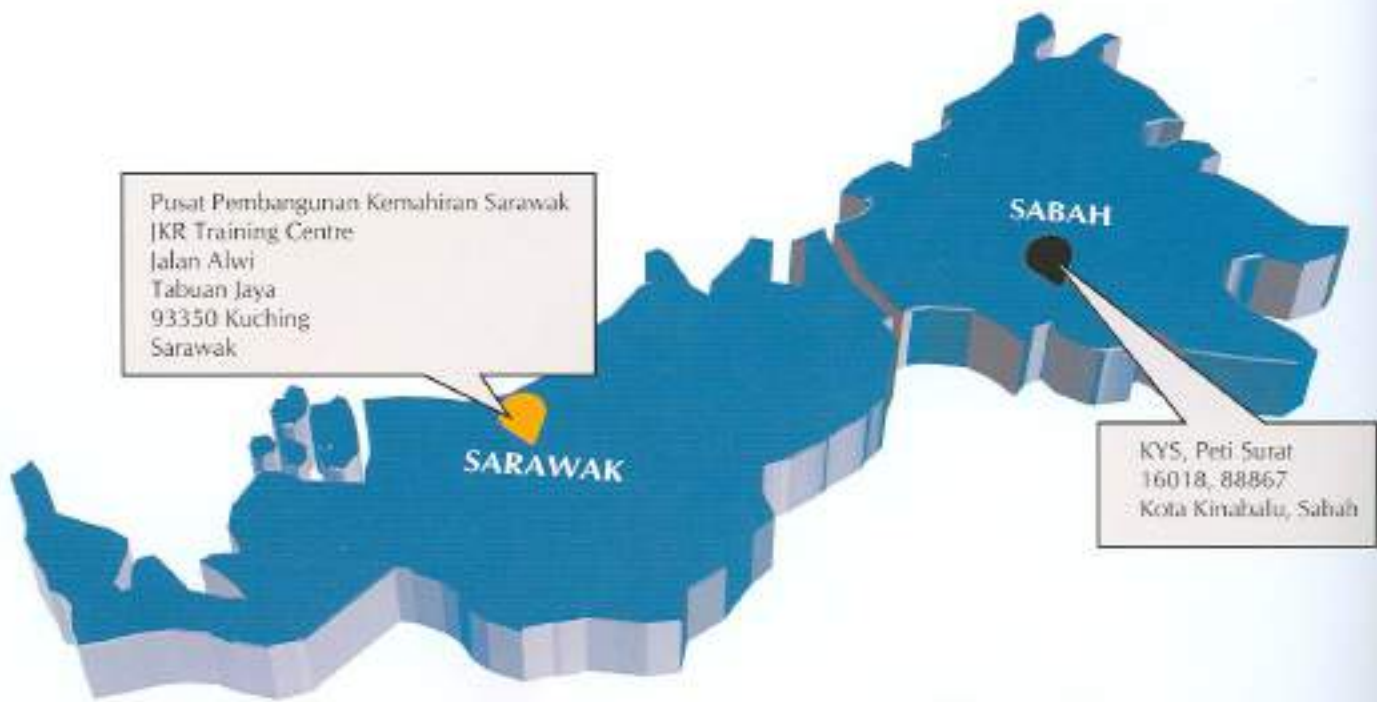 Pusat Pembangunan Kemahiran Sarawak
JKR Training Centre
Jalan Alwi
Tabuan Jaya
93350 Kuching
Sarawak
SARAWAK
SABAH
KYS, Peti Surat
16018, 88867
Kota Kinabalu, Sabah